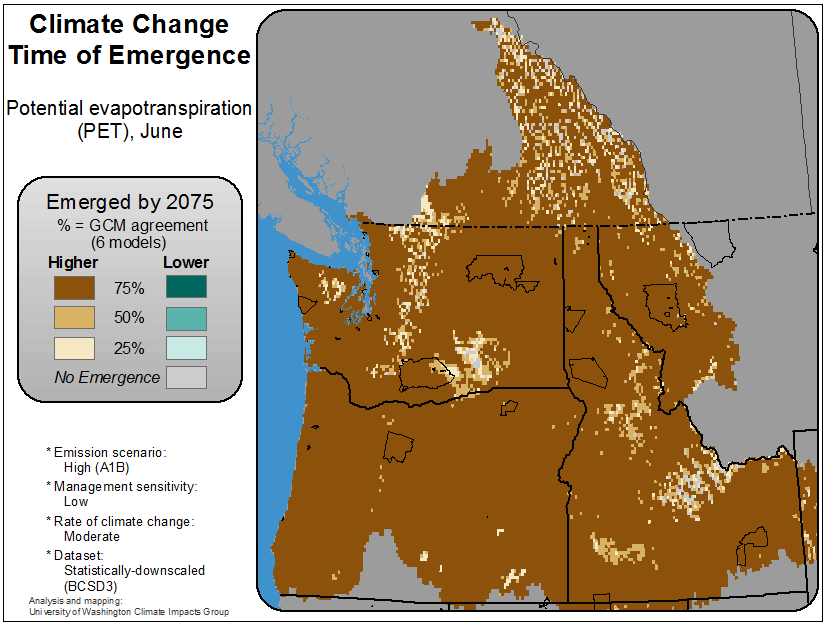 Climate Change
Time of Emergence
Potential evapotranspiration
(PET), June
Emerged by 2075
% = GCM agreement
(6 models)
Higher Lower
75%
50%
25%
No Emergence
* Emission scenario:
High (A1B)
* Management sensitivity:
Low
* Rate of climate change:
Moderate
* Dataset:
Statistically-downscaled
(BCSD3)
Analysis and mapping:
University of Washington Climate Impacts Group